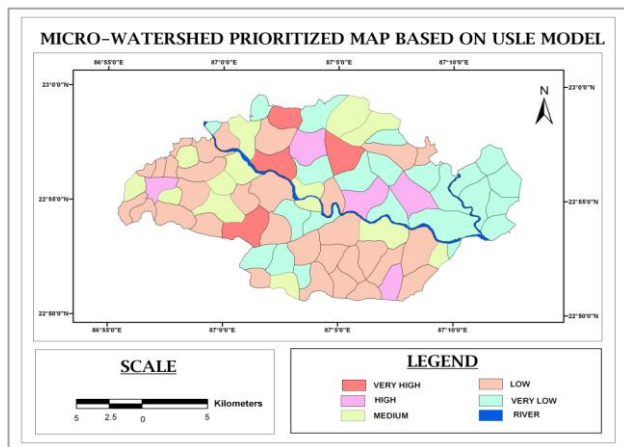 MICRO-WATERSHED PRIORITIZED MAP BASED ON USLE MODEL
86°55'0"E 87°0'0"E 87°5'0"E 87°10'0"E
23°0'0"N 23°0'0"N
N
22°55'0"N 22°55'0"N
22°50'0"N 22°50'0"N
86°55'0"E 87°0'0"E 87°5'0"E 87°10'0"E
SCALE
Kilometers
5 2.5 0 5
LEGEND
VERY HIGH LOW
HIGH VERY LOW
MEDIUM RIVER